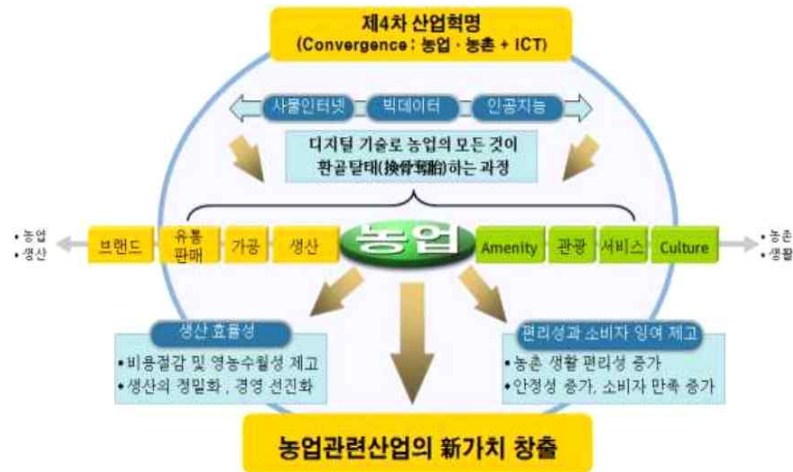 제4차 산업혁명
(Convergence : 농업 · 농촌 + ICT)
사물인터넷 빅데이터 인공지능
디지털 기술로 농업의 모든 것이
환골탈태(換骨奪胎)하는 과정
• 농업
• 생산
브랜드
유통
판매
가공
생산
농업
Amenity
관광
서비스
Culture
• 농촌
• 생활
생산 효율성
• 비용절감 및 영농수월성 제고
• 생산의 정밀화 , 경영 선진화
편리성과 소비자 잉여 제고
• 농촌 생활 편리성 증가
• 안정성 증가, 소비자 만족 증가
농업관련산업의 新가치 창출